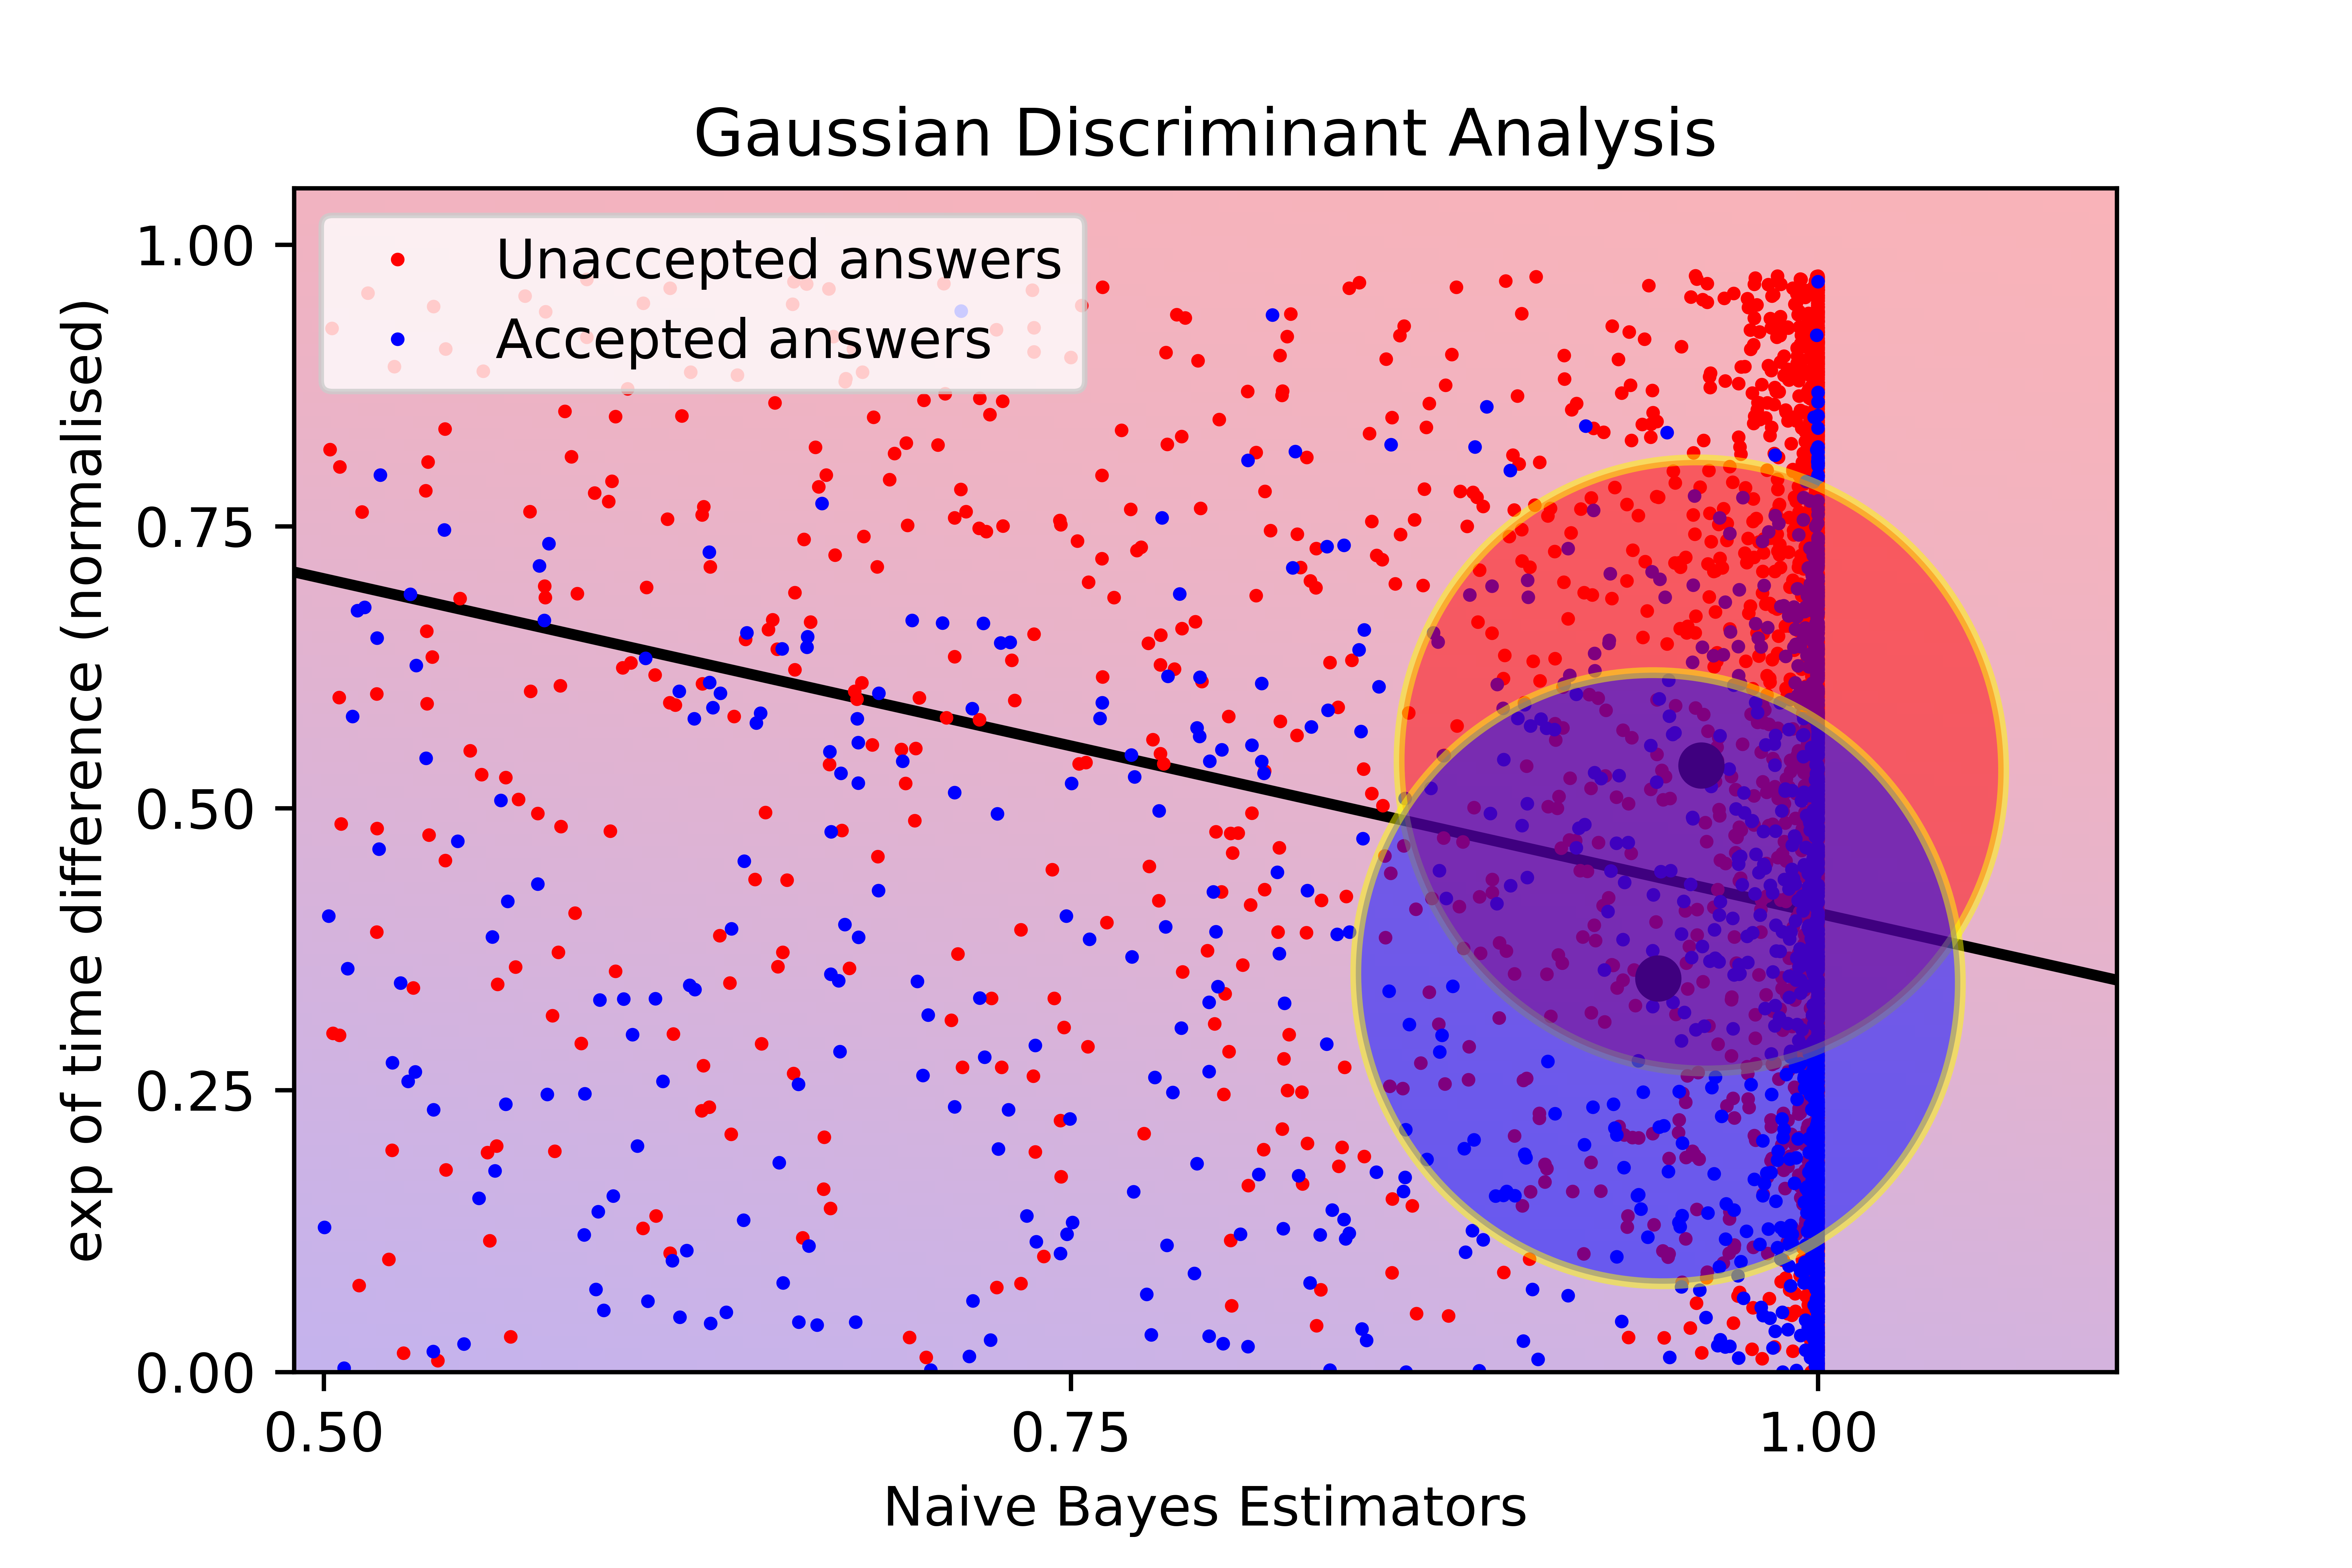 Gaussian Discriminant Analysis
Unaccepted answers
Accepted answers
exp of time difference (normalised)
1.00
0.75
0.50
0.25
0.00
0.50 0.75 1.00
Naive Bayes Estimators